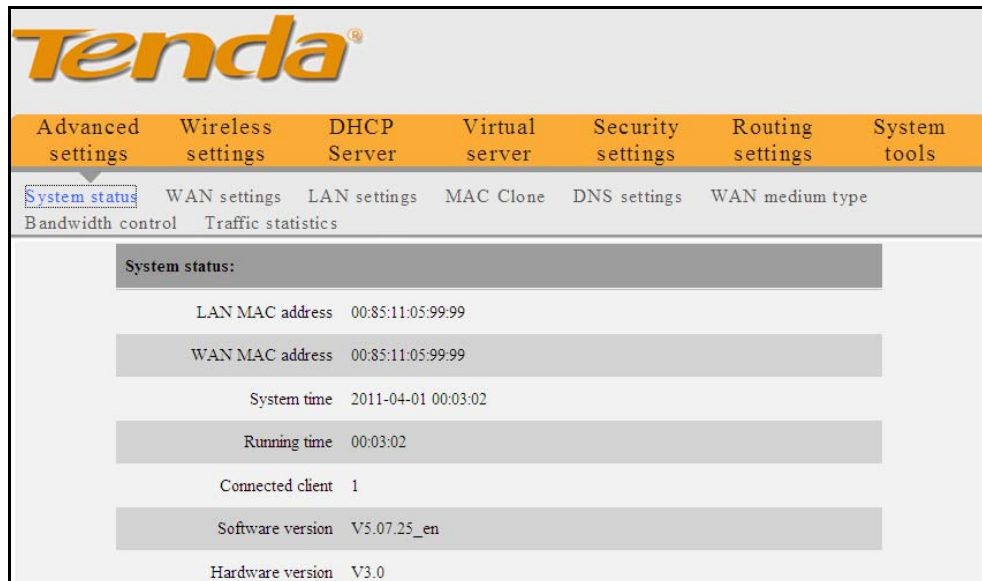 Tenda®
Advanced settings
Wireless settings
DHCP Server
Virtual server
Security settings
Routing settings
System tools
System status WAN settings LAN settings MAC Clone DNS settings WAN medium type
Bandwidth control Traffic statistics
System status:
LAN MAC address 00:85:11:05:99:99
WAN MAC address 00:85:11:05:99:99
System time 2011-04-01 00:03:02
Running time 00:03:02
Connected client 1
Software version V5.07.25_en
Hardware version V3.0